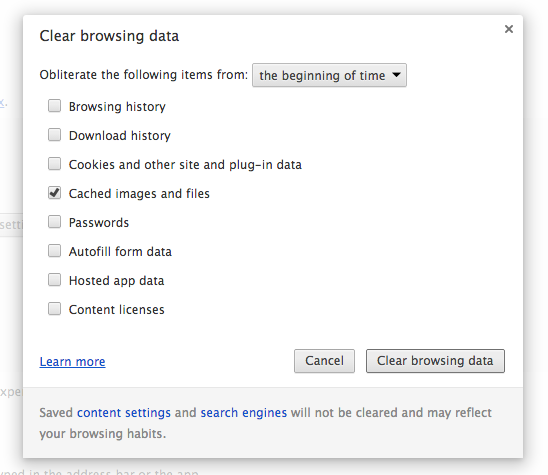 Clear browsing data
Obliterate the following items from: the beginning of time
Browsing history
Download history
Cookies and other site and plug-in data
Cached images and files
Passwords
Autofill form data
Hosted app data
Content licenses
Learn more
Cancel
Clear browsing data
Saved content settings and search engines will not be cleared and may reflect
your browsing habits.